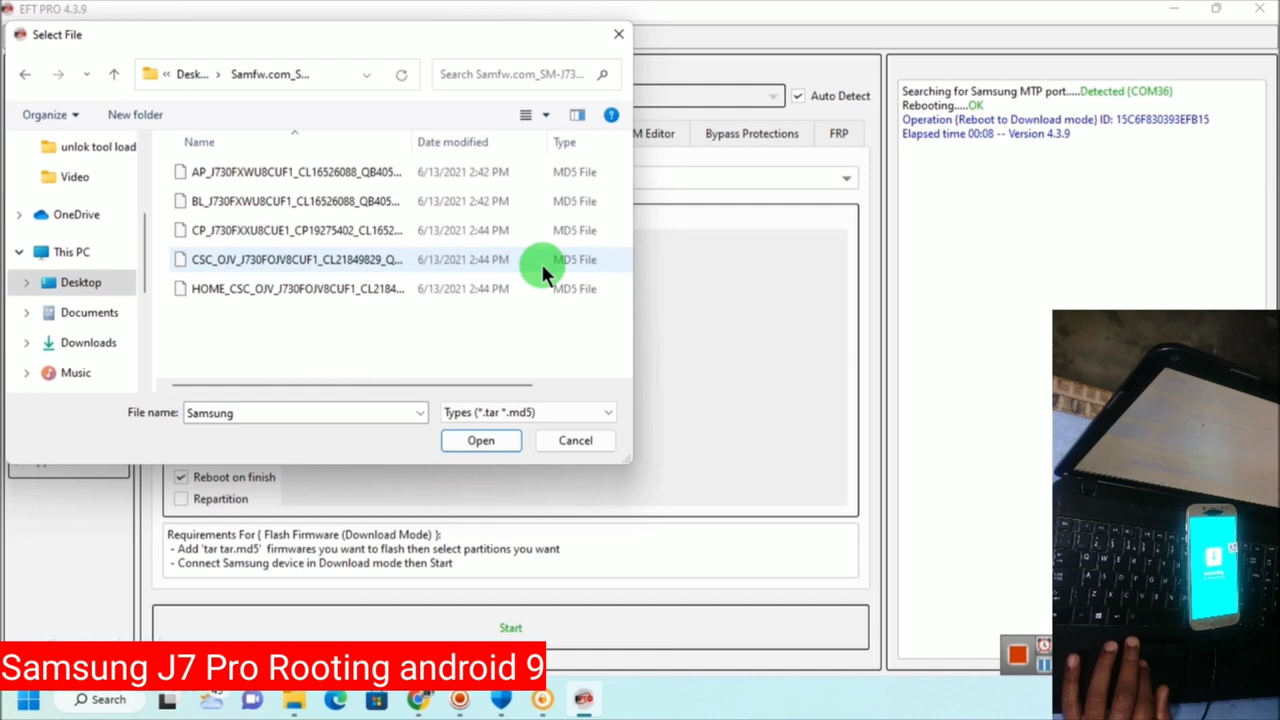 EFT PRO 4.3.9
Select File
Desk... Samfw.com_S...
Search Samfw.com_SM-J73...
Organize
New folder
Name
Date modified
Type
unlok tool load
Video
OneDrive
This PC
Desktop
Documents
Downloads
Music
AP_J730FXWU8CUF1_CL16526088_QB405... 6/13/2021 2:42 PM MD5 File
BL_J730FXWU8CUF1_CL16526088_QB405... 6/13/2021 2:42 PM MD5 File
CP_J730FXXU8CUE1_CP19275402_CL1652... 6/13/2021 2:44 PM MD5 File
CSC_OJV_J730FOJV8CUF1_CL21849829_Q... 6/13/2021 2:44 PM MD5 File
HOME_CSC_OJV_J730FOJV8CUF1_CL2184... 6/13/2021 2:44 PM MD5 File
File name: Samsung
Types (*.tar *.md5)
Open
Cancel
Auto Detect
M Editor
Bypass Protections
FRP
Searching for Samsung MTP port.....Detected (COM36)
Rebooting.....OK
Operation (Reboot to Download mode) ID: 15C6F830393EFB15
Elapsed time 00:08 -- Version 4.3.9
Reboot on finish
Repartition
Requirements For { Flash Firmware (Download Mode) }:
- Add 'tar tar.md5' firmwares you want to flash then select partitions you want
- Connect Samsung device in Download mode then Start
Start
Samsung J7 Pro Rooting android 9
Search